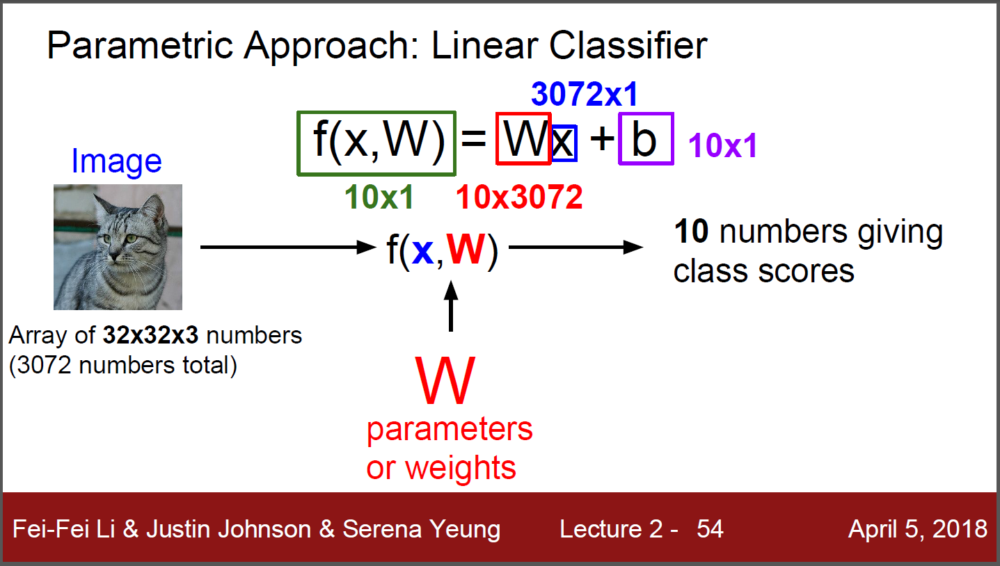 Parametric Approach: Linear Classifier
3072x1
f(x,W) = Wx + b 10x1
Image
10x1 10x3072
f(x,W)
10 numbers giving
class scores
Array of 32x32x3 numbers
(3072 numbers total)
W
parameters
or weights
Fei-Fei Li & Justin Johnson & Serena Yeung Lecture 2 - 54 April 5, 2018